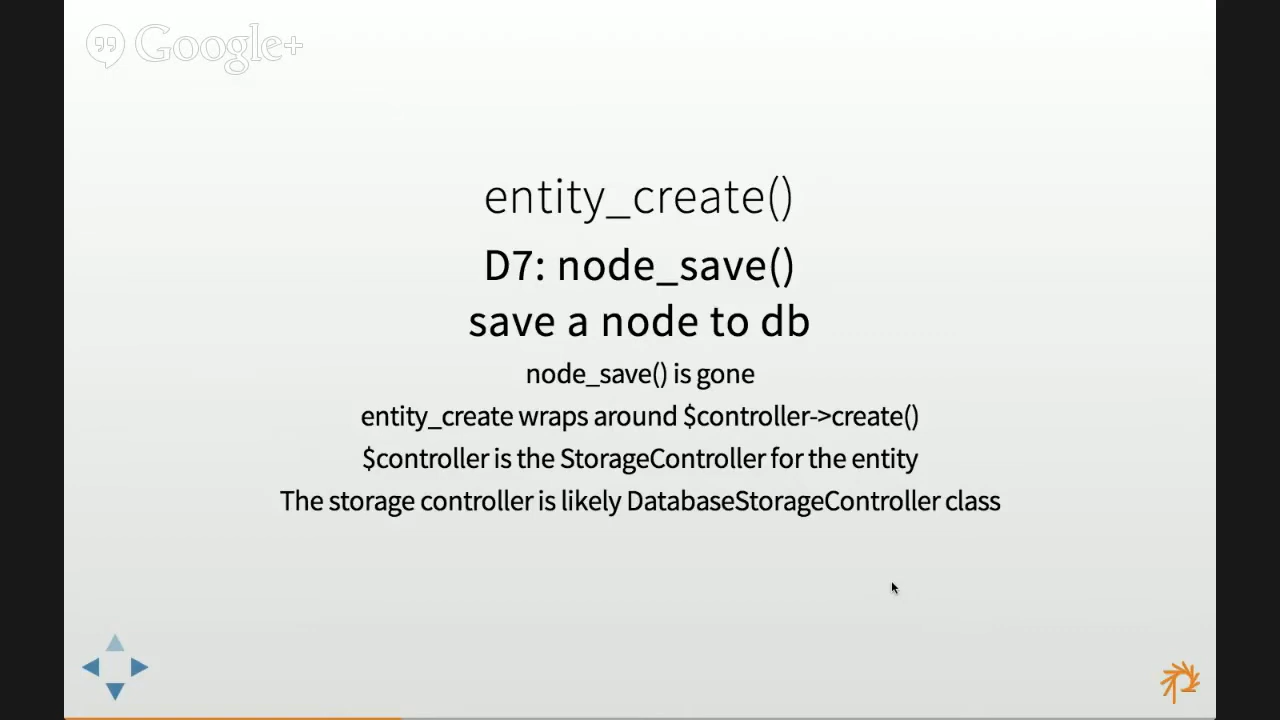 Google+
entity_create()
D7: node_save()
save a node to db
node_save() is gone
entity_create wraps around $controller->create()
$controller is the StorageController for the entity
The storage controller is likely DatabaseStorageController class